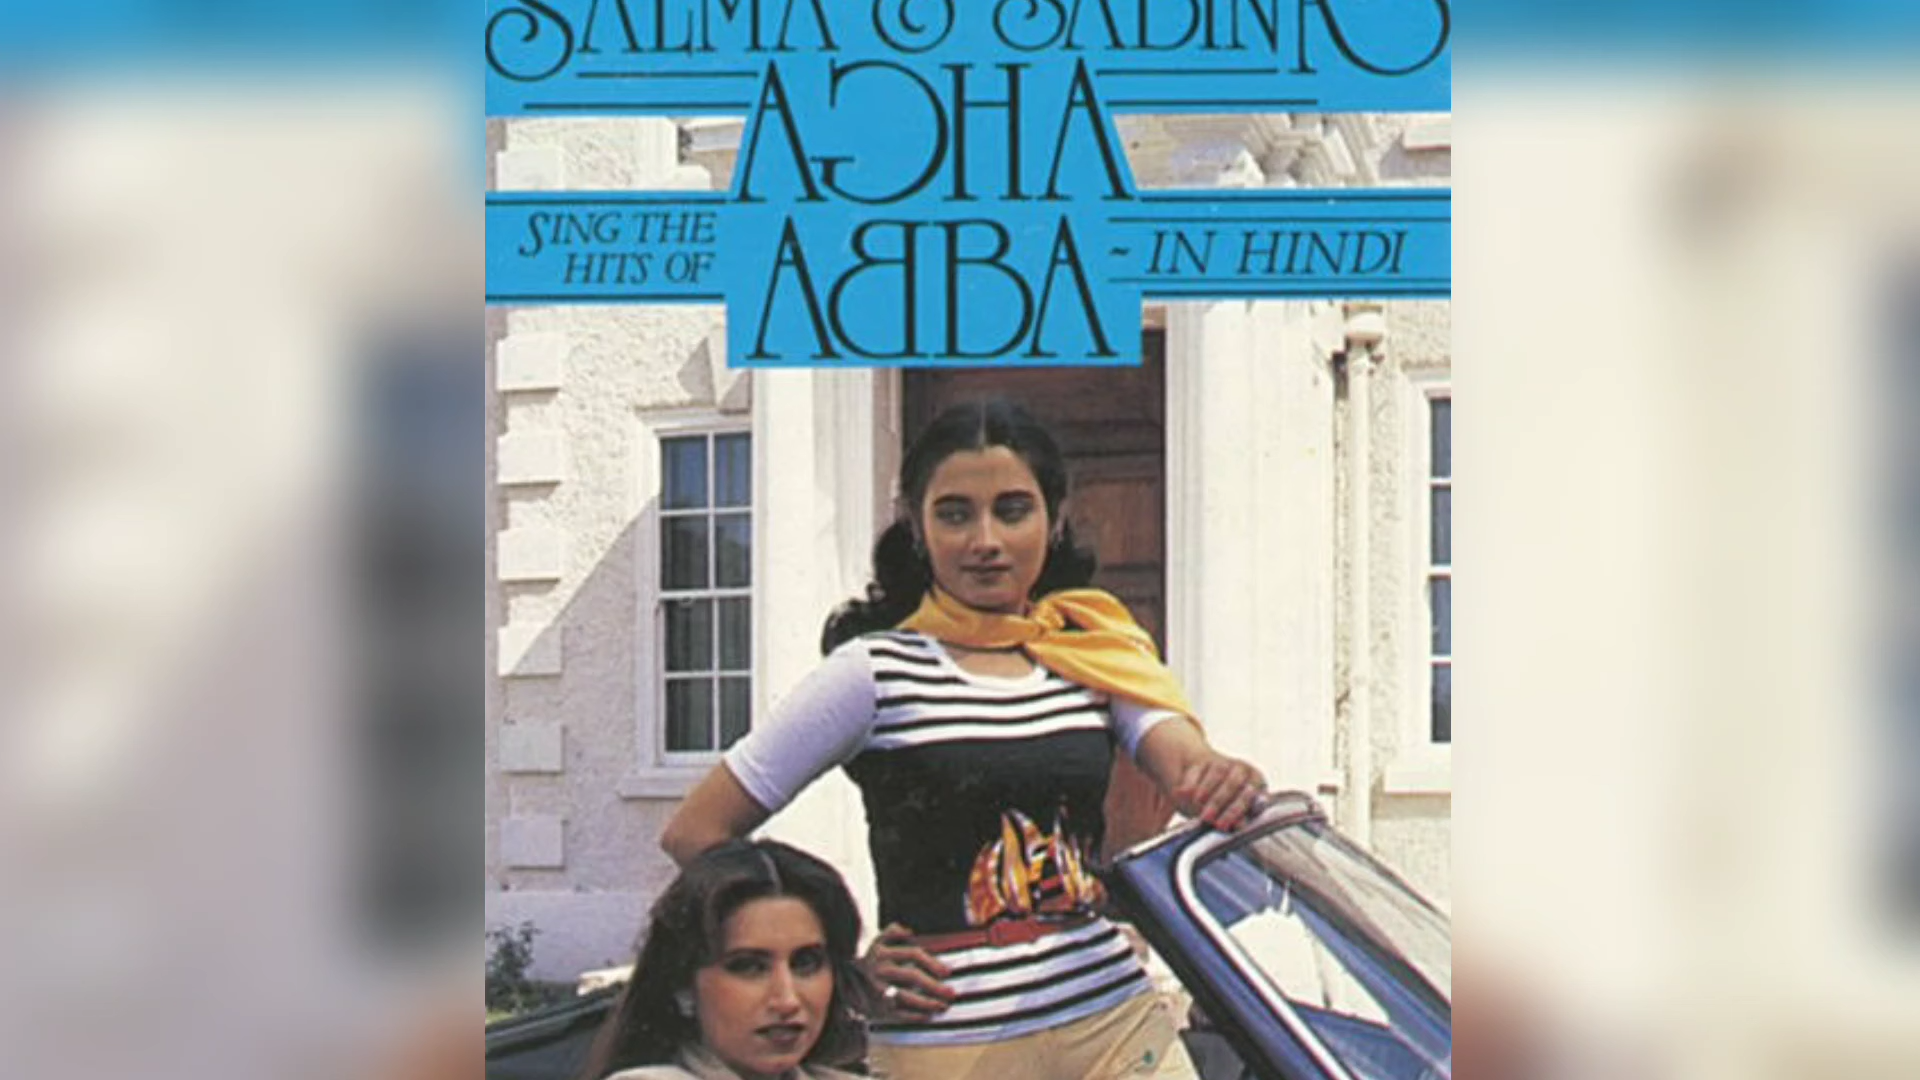 SALMA & SABINA
AGHA
SING THE
HITS OF
ABBA
~ IN HINDI